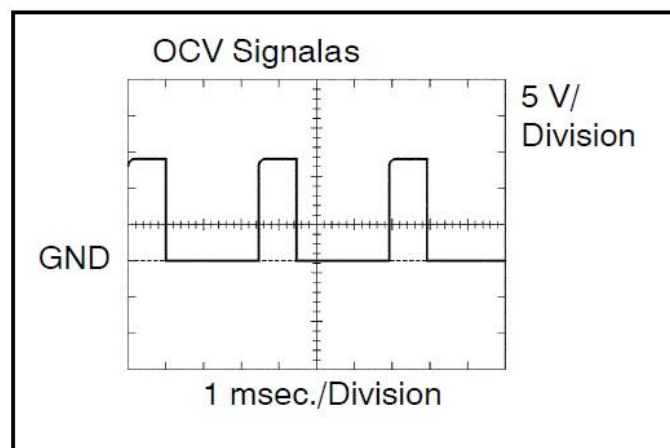 OCV Signalas
5 V/
Division
GND
1 msec./Division